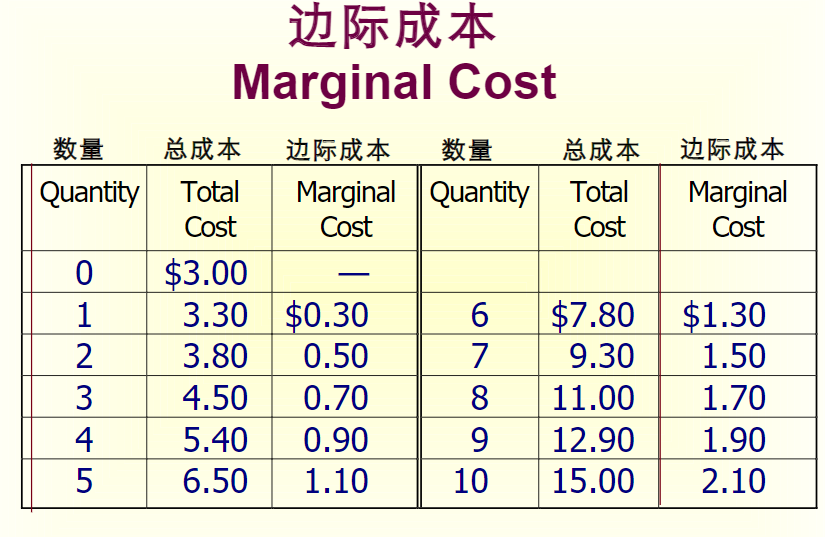 边际成本
Marginal Cost
数量 总成本 边际成本 数量 总成本 边际成本
Quantity Total Cost Marginal Cost Quantity Total Cost Marginal Cost
0 $3.00 —
1 3.30 $0.30 6 $7.80 $1.30
2 3.80 0.50 7 9.30 1.50
3 4.50 0.70 8 11.00 1.70
4 5.40 0.90 9 12.90 1.90
5 6.50 1.10 10 15.00 2.10